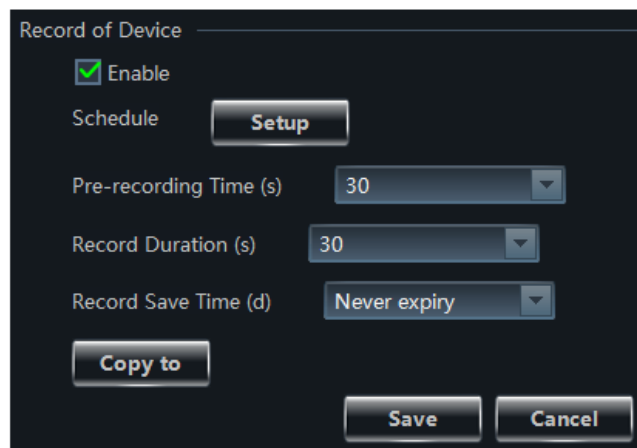 Record of Device
Enable
Schedule Setup
Pre-recording Time (s) 30
Record Duration (s) 30
Record Save Time (d) Never expiry
Copy to
Save Cancel